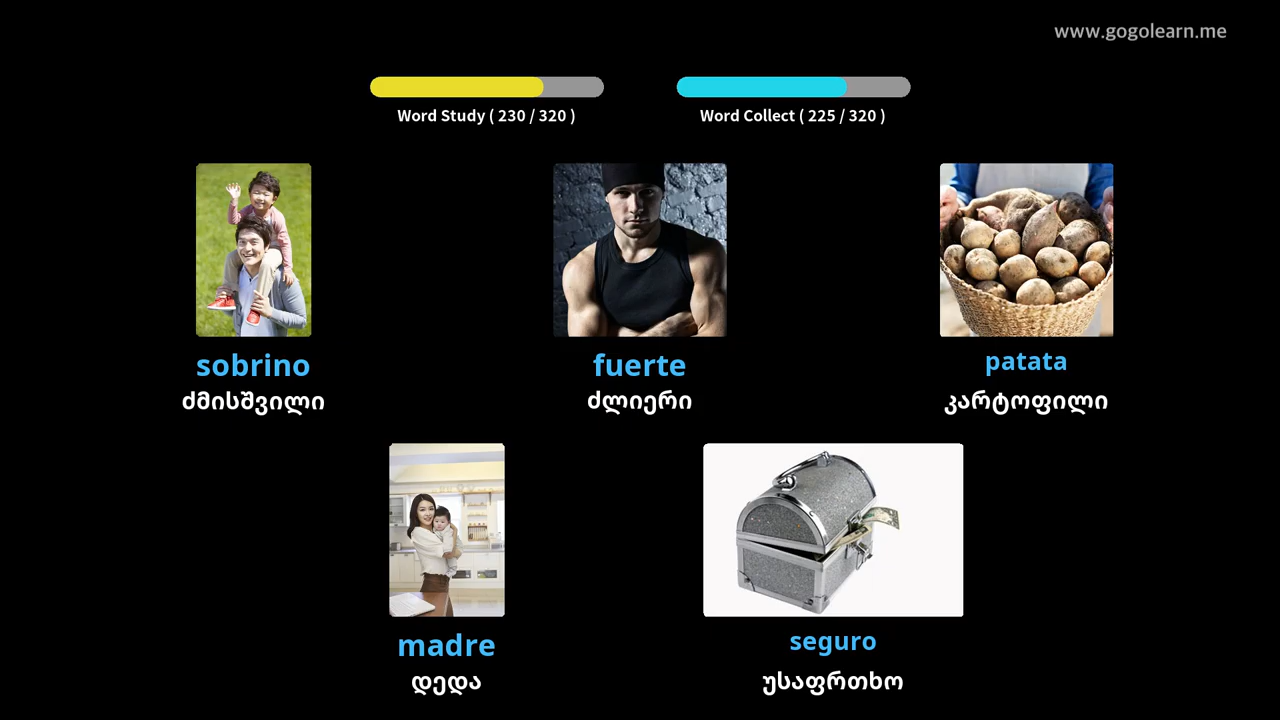 www.gogolearn.me
Word Study ( 230 / 320 )
Word Collect ( 225 / 320 )
sobrino
ძმისშვილი
fuerte
ძლიერი
patata
კარტოფილი
madre
დედა
seguro
უსაფრთხო